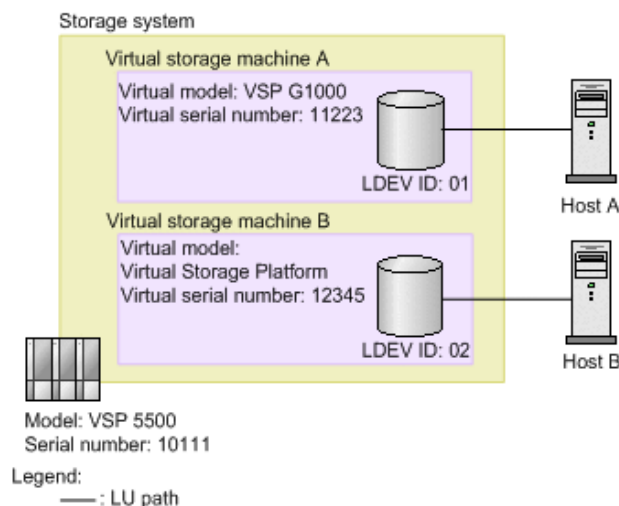 Storage system
Virtual storage machine A
Virtual model: VSP G1000
Virtual serial number: 11223
LDEV ID: 01
Host A
Virtual storage machine B
Virtual model:
Virtual Storage Platform
Virtual serial number: 12345
LDEV ID: 02
Host B
Model: VSP 5500
Serial number: 10111
Legend:
: LU path